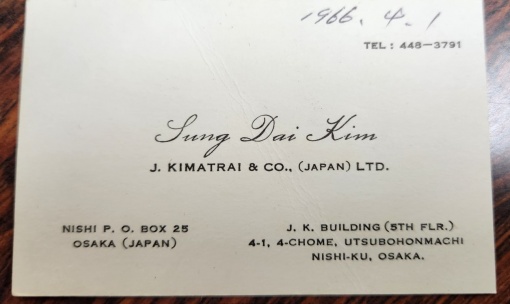 1966. 4. 1
TEL: 448-3791
Sung Dai Kim
J. KIMATRAI & CO., (JAPAN) LTD.
NISHI P. O. BOX 25
OSAKA (JAPAN)
J. K. BUILDING (5TH FLR.)
4-1, 4-CHOME, UTSUBOHONMACHI
NISHI-KU, OSAKA.